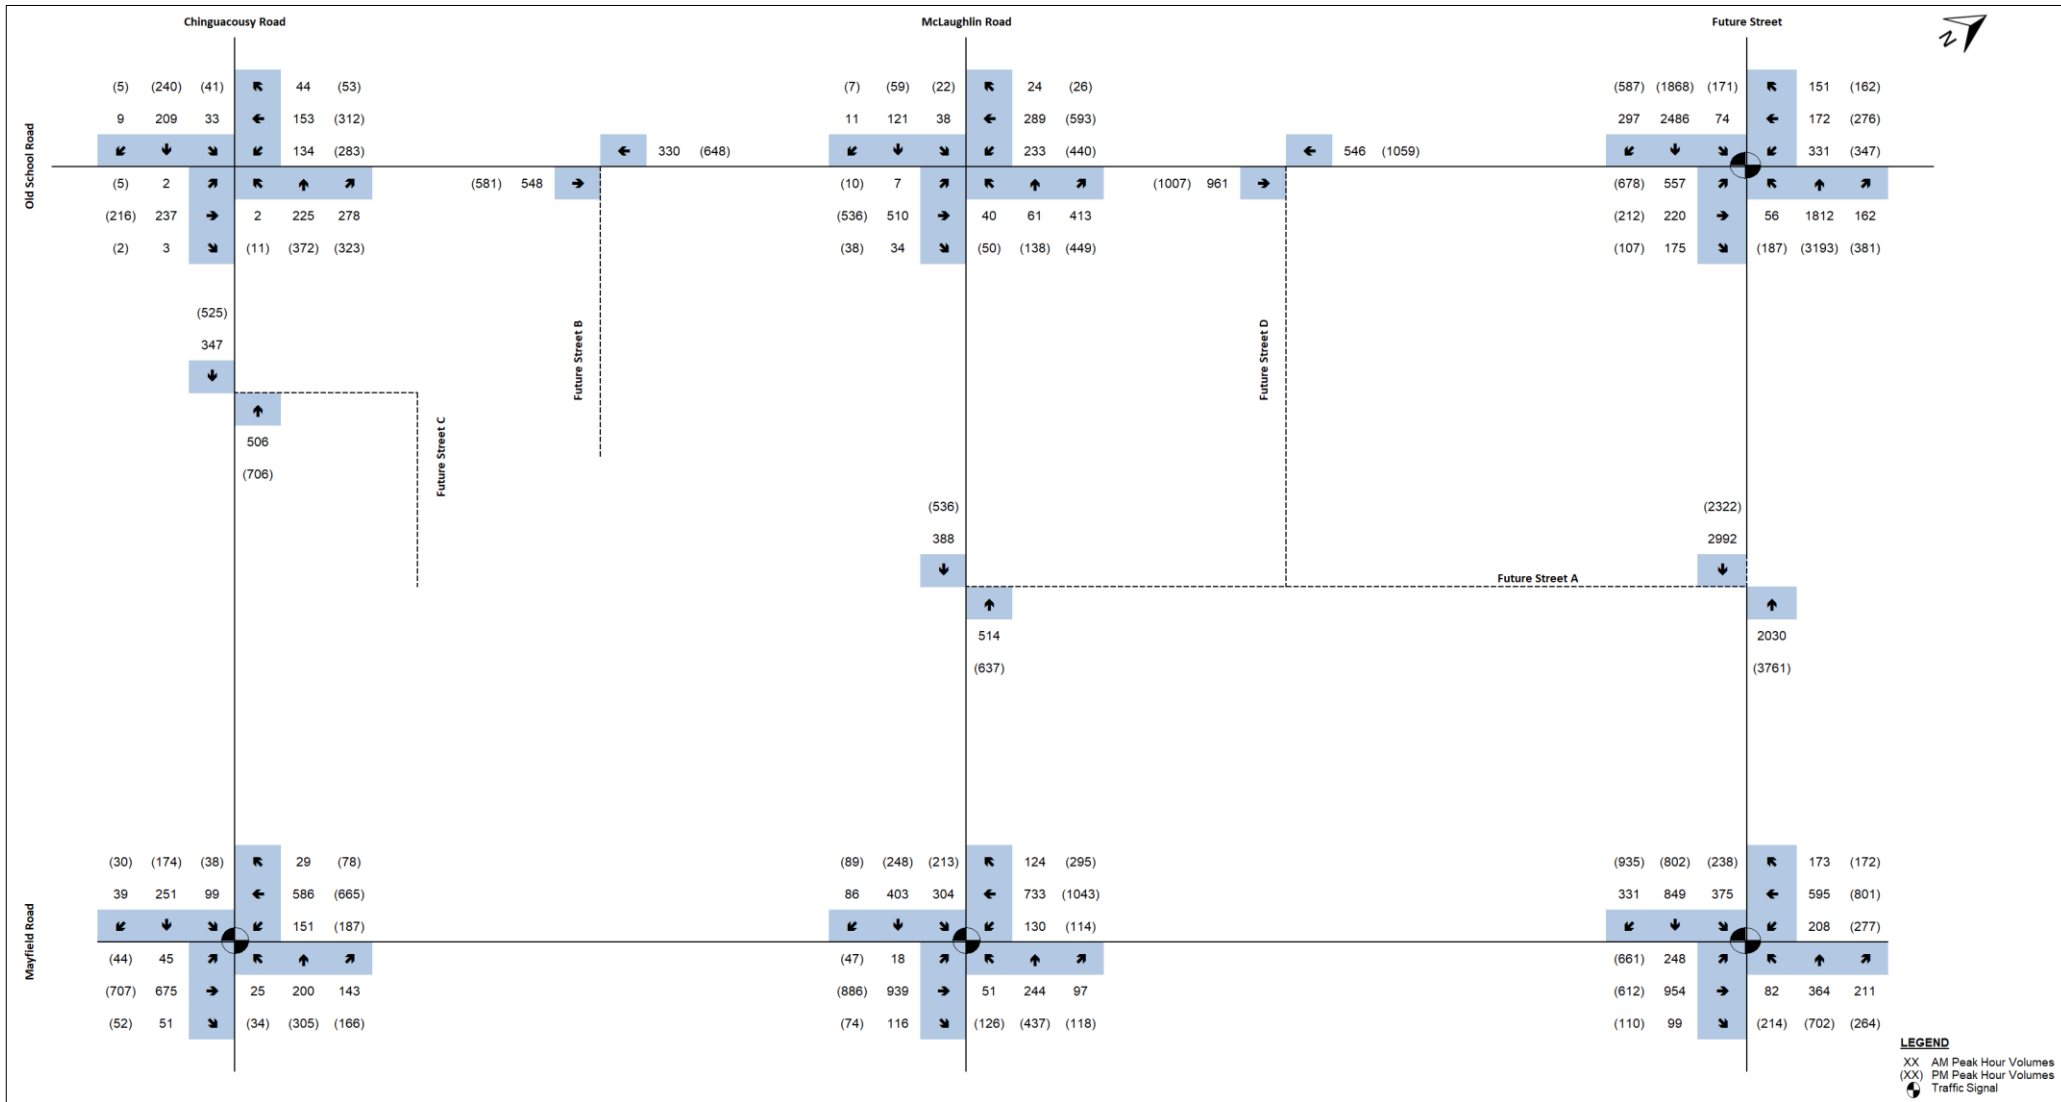 Chinguacousy Road McLaughlin Road Future Street
N
(5) (240) (41) 44 (53) (7) (59) (22) 24 (26) (587) (1868) (171) 151 (162)
9 209 33 153 (312) 11 121 38 289 (593) 297 2486 74 172 (276)
134 (283) 330 (648) 233 (440) 546 (1059) 331 (347)
Old School Road
(5) 2 (581) 548 (10) 7 (1007) 961 (678) 557
(216) 237 2 225 278 (536) 510 40 61 413 (212) 220 56 1812 162
(2) 3 (11) (372) (323) (38) 34 (50) (138) (449) (107) 175 (187) (3193) (381)
(525)
347
Future Street B
Future Street D
506
(706)
Future Street C
(536) (2322)
388 2992
Future Street A
514 2030
(637) (3761)
(30) (174) (38) 29 (78) (89) (248) (213) 124 (295) (935) (802) (238) 173 (172)
39 251 99 586 (665) 86 403 304 733 (1043) 331 849 375 595 (801)
151 (187) 130 (114) 208 (277)
Mayfield Road
(44) 45 (47) 18 (661) 248
(707) 675 25 200 143 (886) 939 51 244 97 (612) 954 82 364 211
(52) 51 (34) (305) (166) (74) 116 (126) (437) (118) (110) 99 (214) (702) (264)
LEGEND
XX AM Peak Hour Volumes
(XX) PM Peak Hour Volumes
Traffic Signal